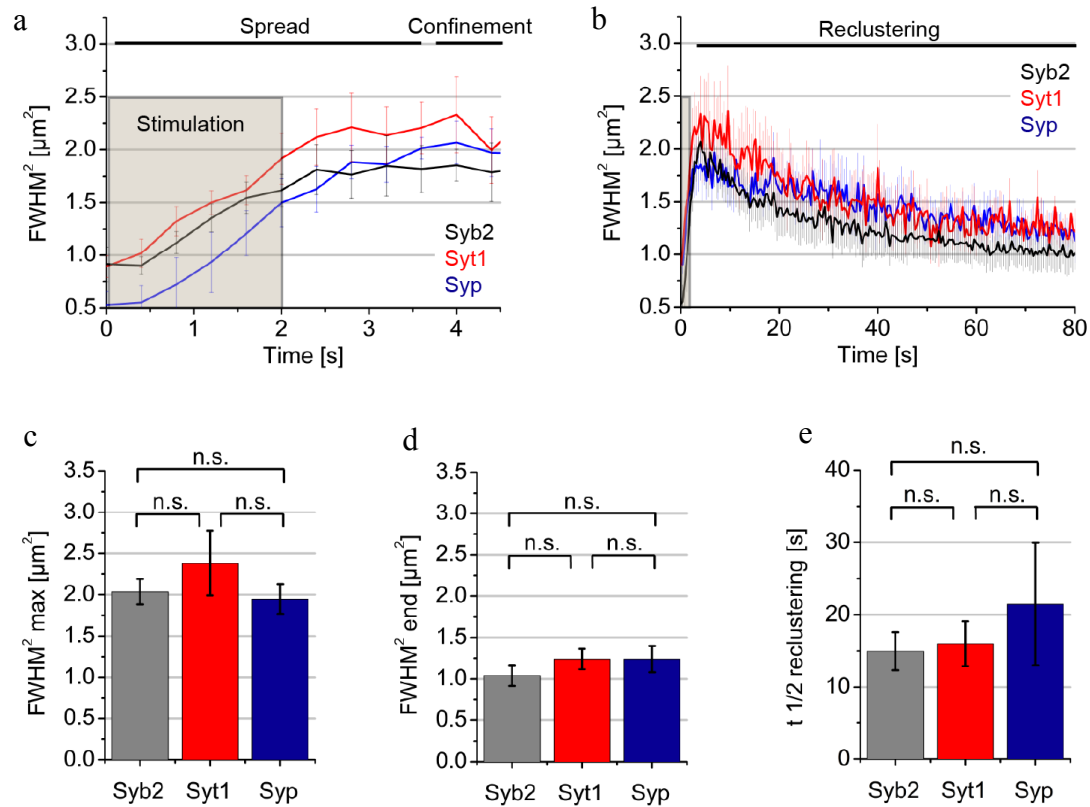 a
Spread
Confinement
3.0
2.5
2.0
1.5
1.0
0.5
FWHM² [µm²]
Stimulation
Syb2
Syt1
Syp
0
1
2
3
4
Time [s]
b
Reclustering
3.0
2.5
2.0
1.5
1.0
0.5
FWHM² [µm²]
Syb2
Syt1
Syp
0
20
40
60
80
Time [s]
c
n.s.
n.s.
n.s.
3.5
3.0
2.5
2.0
1.5
1.0
0.5
0.0
FWHM² max [µm²]
Syb2
Syt1
Syp
d
n.s.
n.s.
n.s.
3.5
3.0
2.5
2.0
1.5
1.0
0.5
0.0
FWHM² end [µm²]
Syb2
Syt1
Syp
e
n.s.
n.s.
n.s.
40
30
20
10
0
t 1/2 reclustering [s]
Syb2
Syt1
Syp